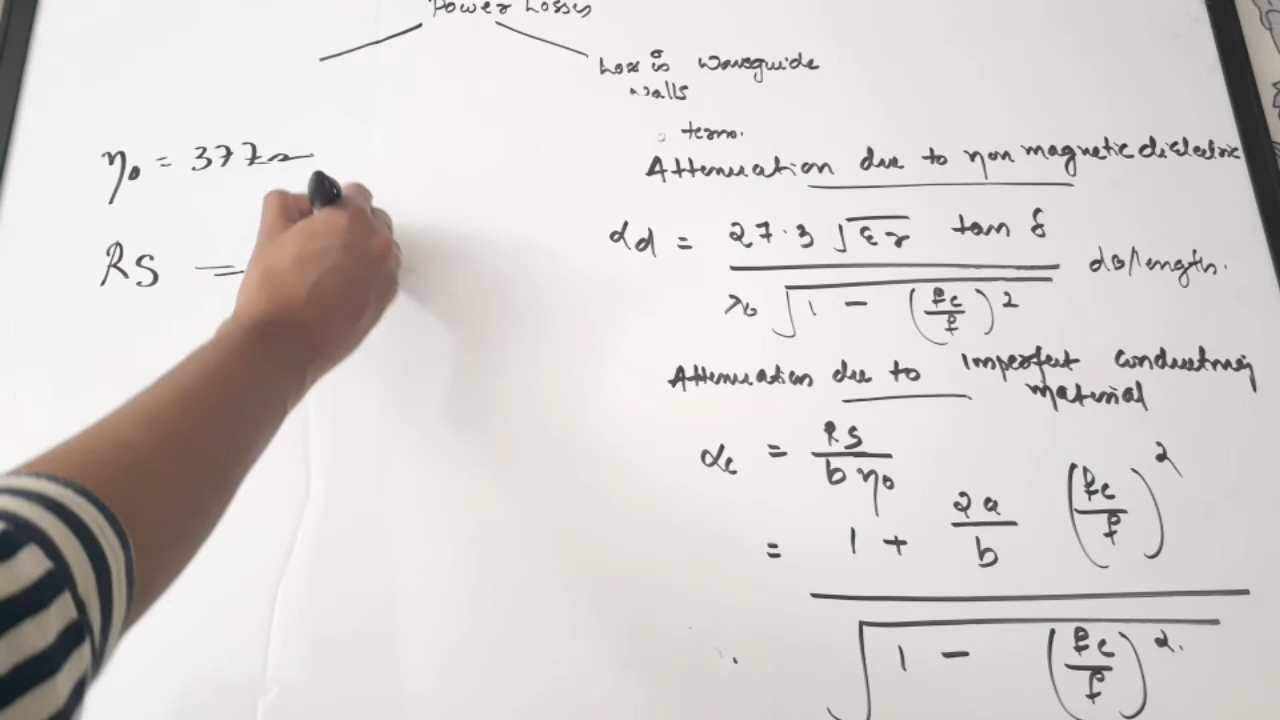 Power Losses
Loss in Waveguide
walls
term.
Attenuation due to non magnetic dielectric
η₀ = 377Ω
αd = 27.3 √εr tan δ / λ₀ √1 - (fc/f)² dB/length.
RS =
Attenuation due to imperfect conducting
material
αc = RS / b η₀
= 1 + 2a/b (fc/f)² / √1 - (fc/f)².